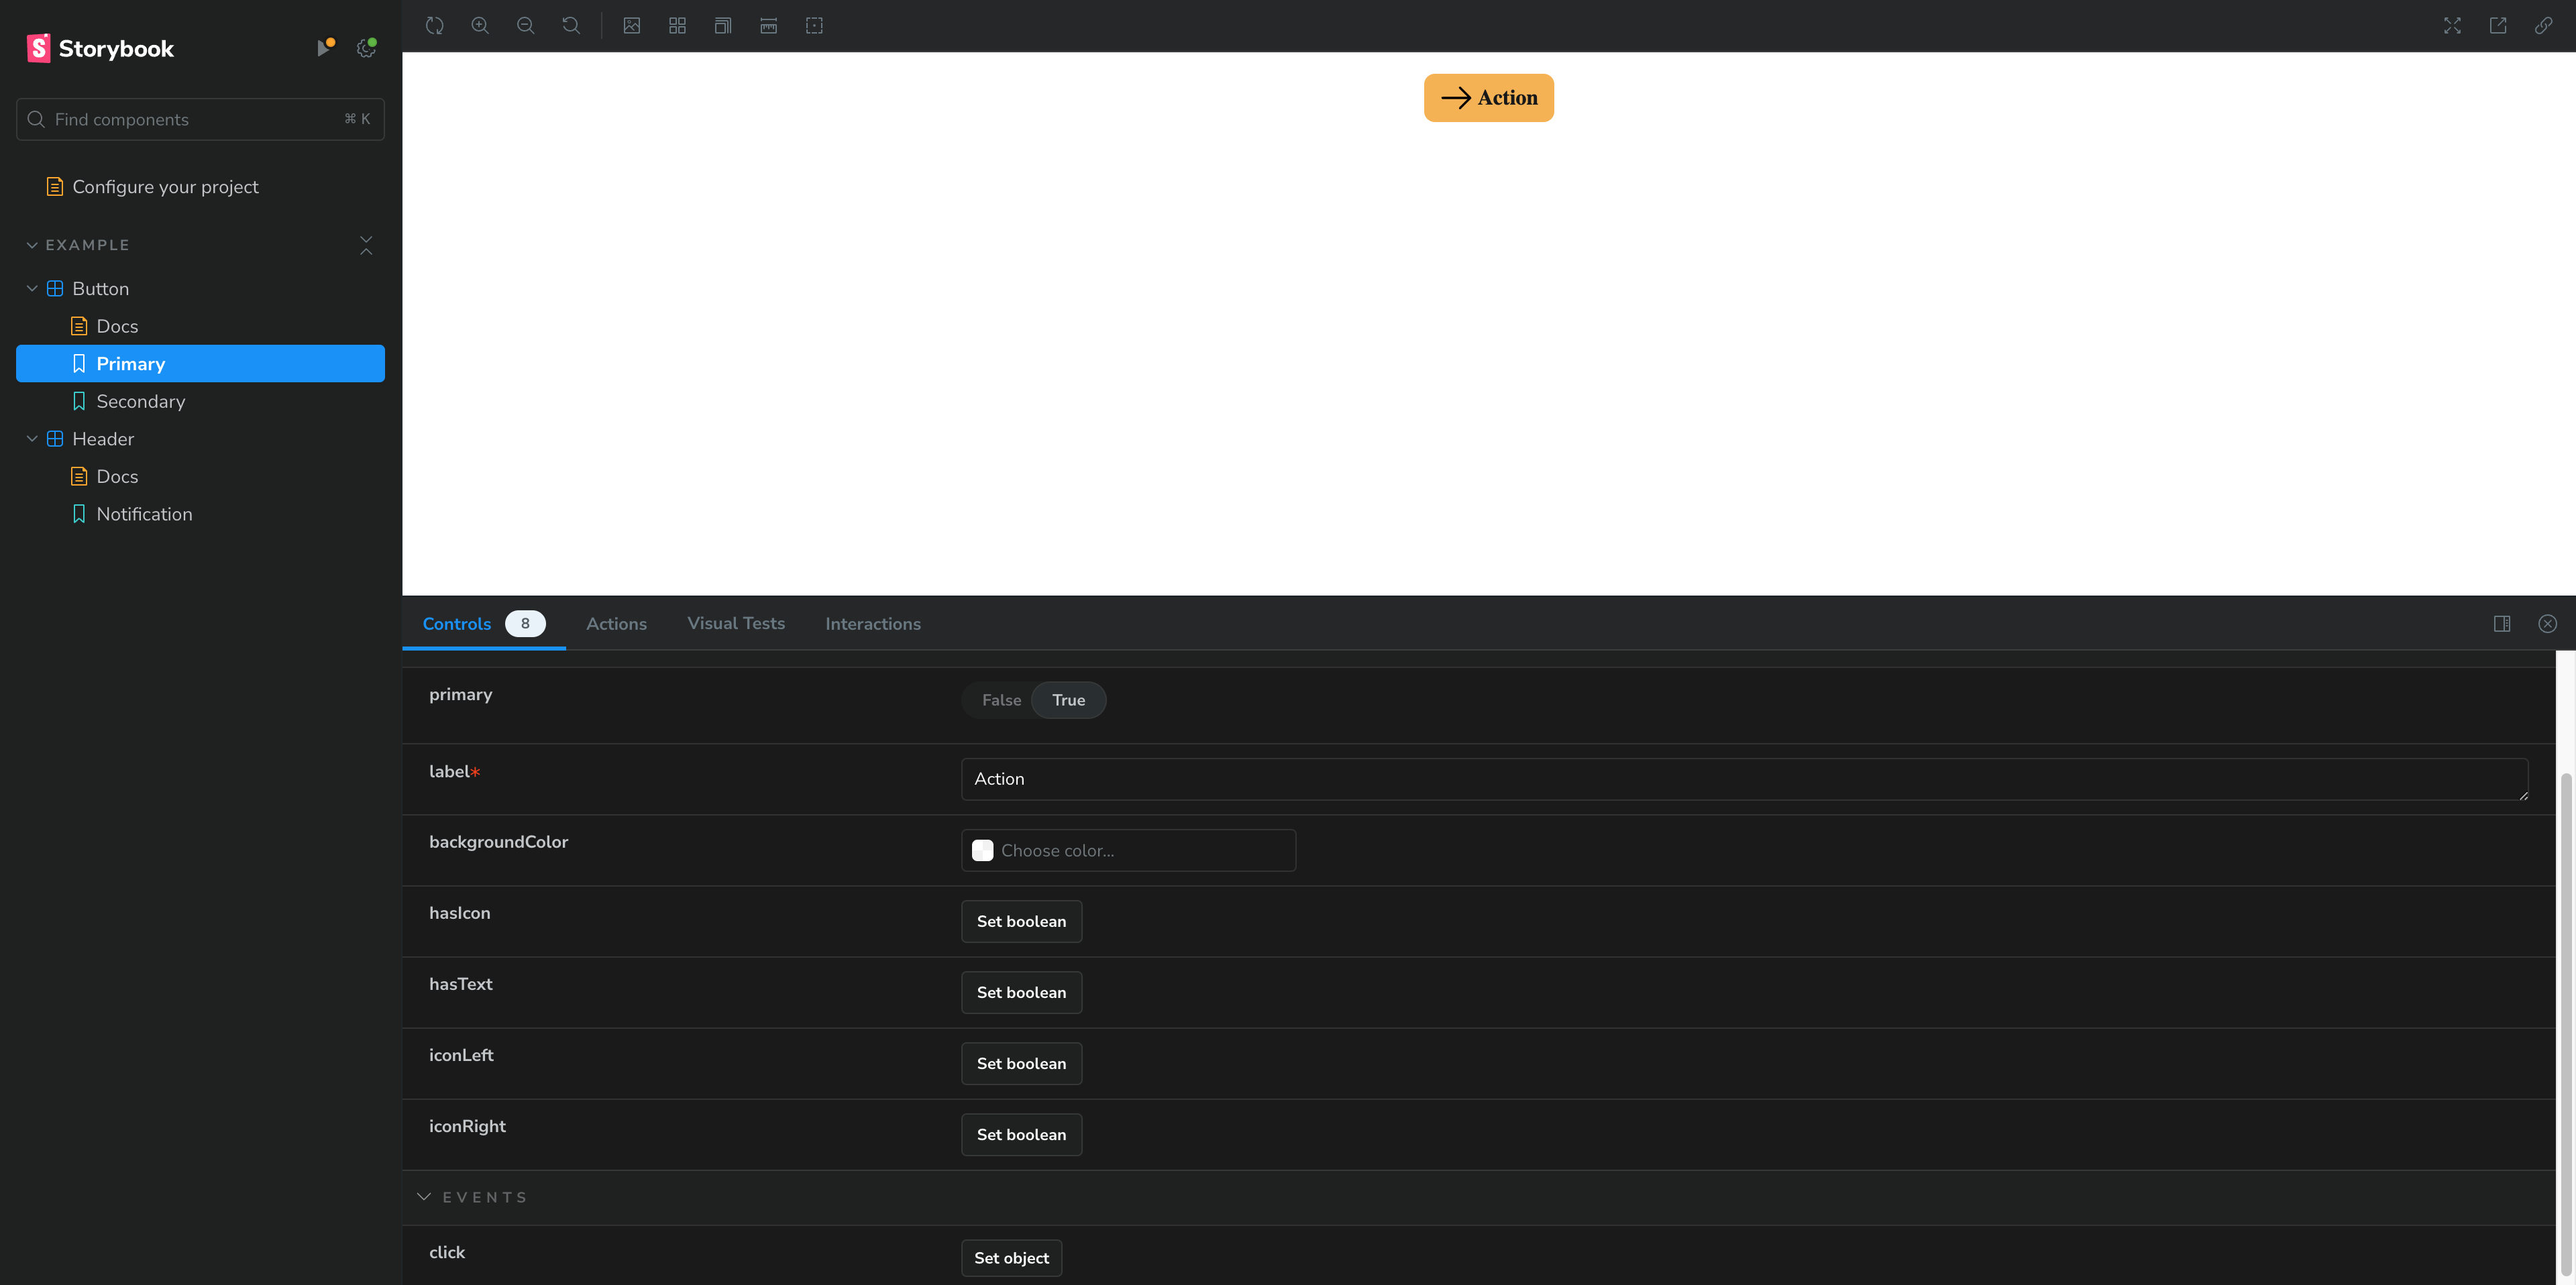 Storybook
Find components
⌘ K
Configure your project
EXAMPLE
Button
Docs
Primary
Secondary
Header
Docs
Notification
Action
Controls 8 Actions Visual Tests Interactions
primary False True
label* Action
backgroundColor Choose color...
hasIcon Set boolean
hasText Set boolean
iconLeft Set boolean
iconRight Set boolean
EVENTS
click Set object